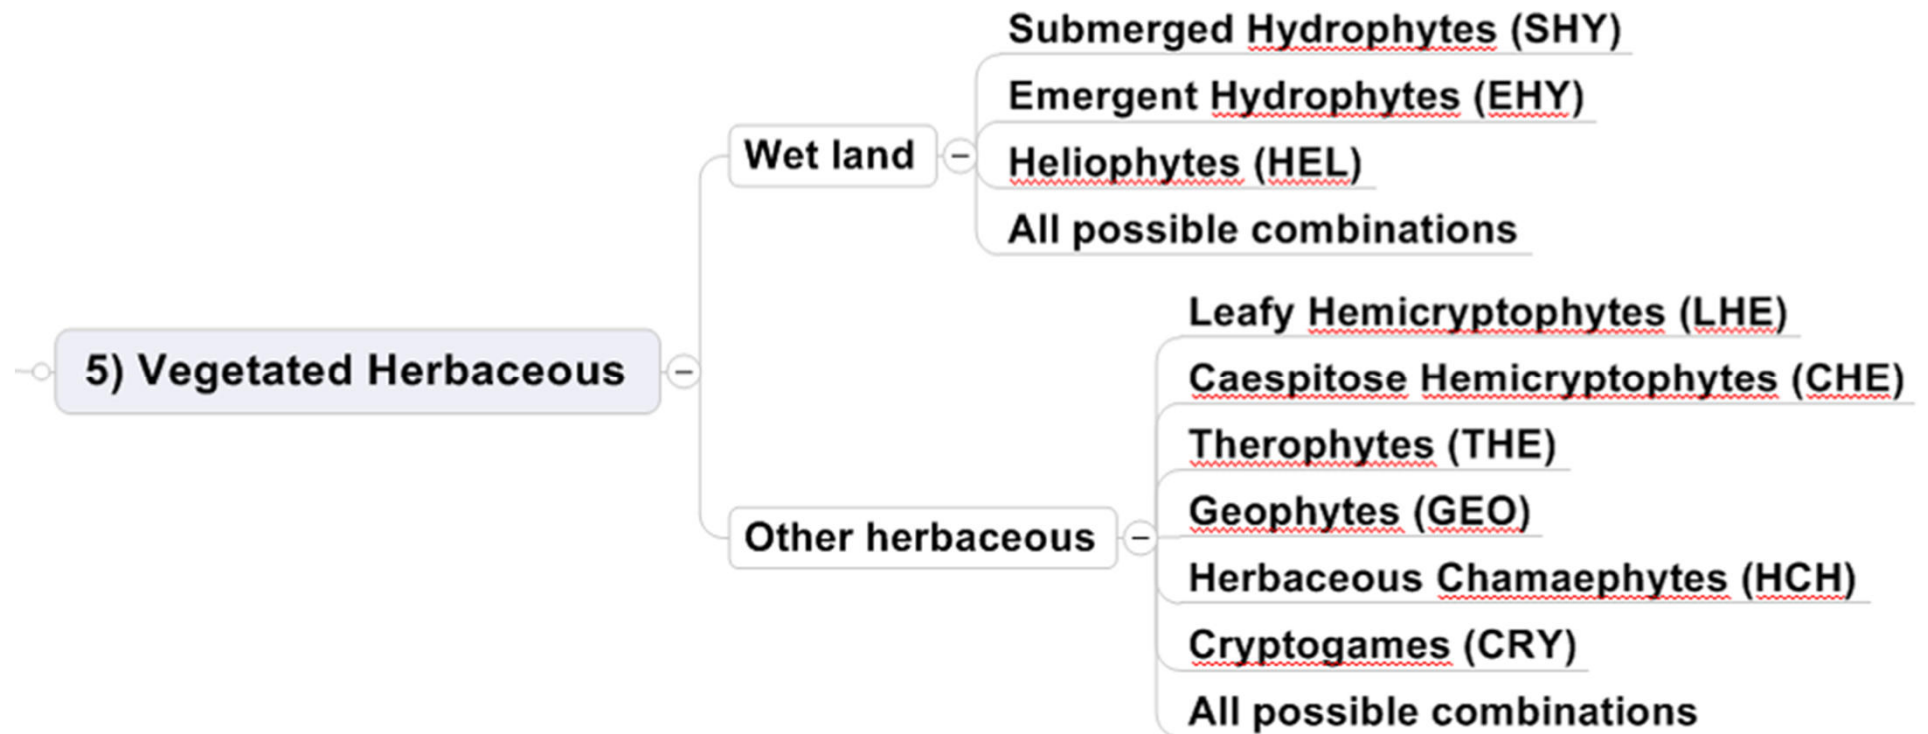 5) Vegetated Herbaceous
Wet land
Submerged Hydrophytes (SHY)
Emergent Hydrophytes (EHY)
Heliophytes (HEL)
All possible combinations
Other herbaceous
Leafy Hemicryptophytes (LHE)
Caespitose Hemicryptophytes (CHE)
Therophytes (THE)
Geophytes (GEO)
Herbaceous Chamaephytes (HCH)
Cryptogames (CRY)
All possible combinations